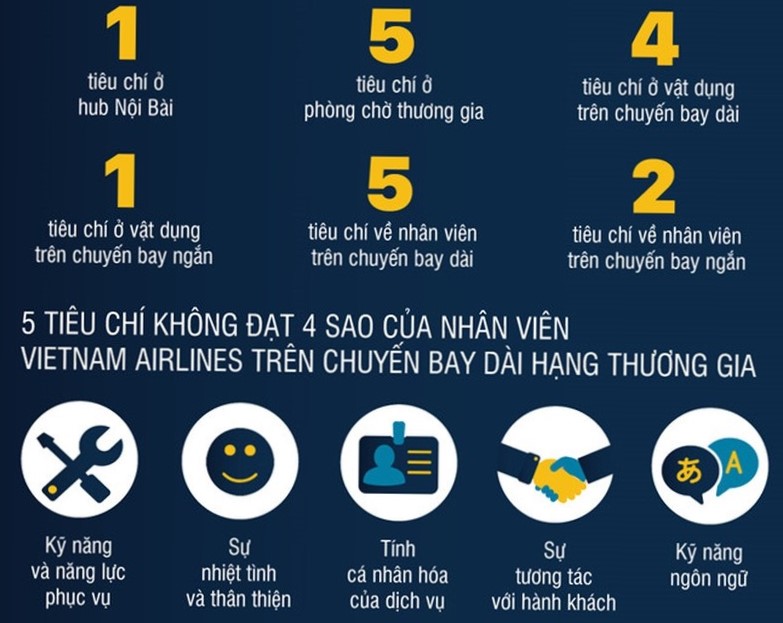 1
tiêu chí ở
hub Nội Bài
5
tiêu chí ở
phòng chờ thương gia
4
tiêu chí ở vật dụng
trên chuyến bay dài
1
tiêu chí ở vật dụng
trên chuyến bay ngắn
5
tiêu chí về nhân viên
trên chuyến bay dài
2
tiêu chí về nhân viên
trên chuyến bay ngắn
5 TIÊU CHÍ KHÔNG ĐẠT 4 SAO CỦA NHÂN VIÊN
VIETNAM AIRLINES TRÊN CHUYẾN BAY DÀI HẠNG THƯƠNG GIA
あ A
Kỹ năng
và năng lực
phục vụ
Sự
nhiệt tình
và thân thiện
Tính
cá nhân hóa
của dịch vụ
Sự
tương tác
với hành khách
Kỹ năng
ngôn ngữ